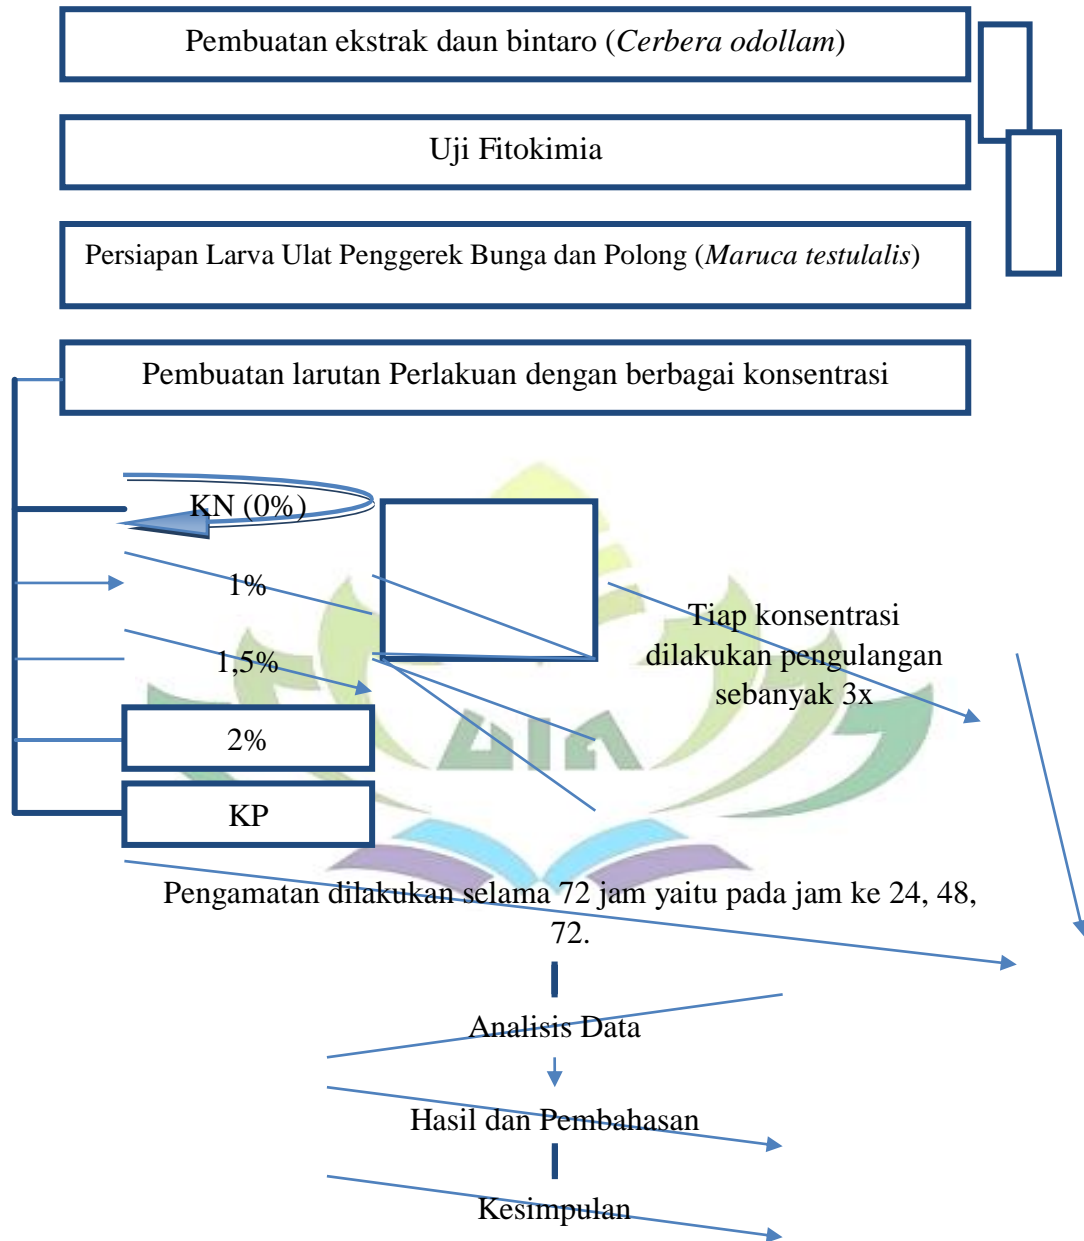 Pembuatan ekstrak daun bintaro (Cerbera odollam)
Uji Fitokimia
Persiapan Larva Ulat Penggerek Bunga dan Polong (Maruca testulalis)
Pembuatan larutan Perlakuan dengan berbagai konsentrasi
KN (0%)
1%
1,5%
2%
KP
Tiap konsentrasi
dilakukan pengulangan
sebanyak 3x
Pengamatan dilakukan selama 72 jam yaitu pada jam ke 24, 48,
72.
Analisis Data
Hasil dan Pembahasan
Kesimpulan